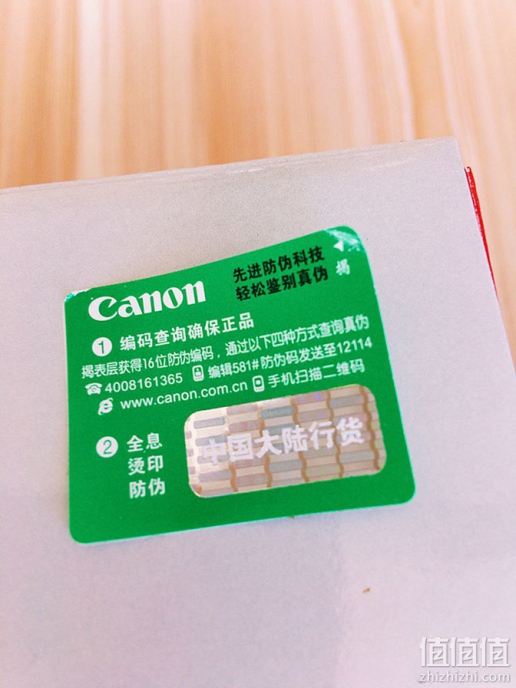 Canon
先进防伪科技
轻松鉴别真伪
揭
① 编码查询确保正品
揭表层获得16位防伪编码，通过以下四种方式查询真伪
4008161365 编辑581#防伪码发送至12114
www.canon.com.cn 手机扫描二维码
② 全息
烫印
防伪
中国大陆行货
值值值
zhizhizhi.com